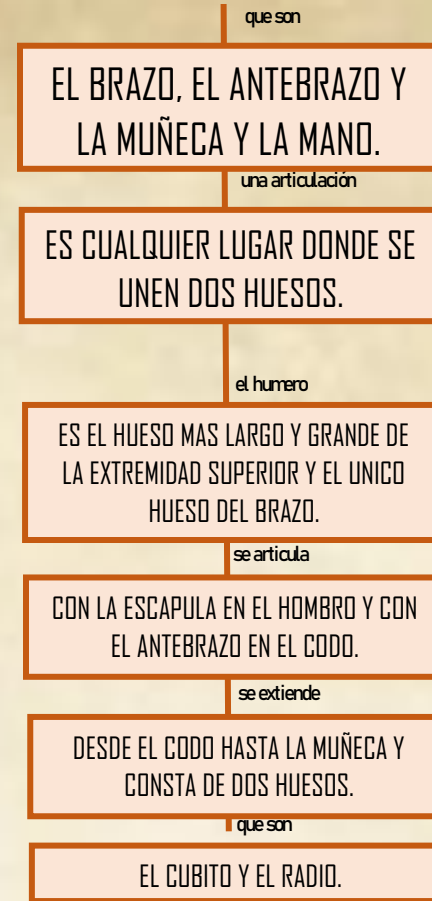 que son
EL BRAZO, EL ANTEBRAZO Y
LA MUÑECA Y LA MANO.
una articulación
ES CUALQUIER LUGAR DONDE SE
UNEN DOS HUESOS.
el humero
ES EL HUESO MAS LARGO Y GRANDE DE
LA EXTREMIDAD SUPERIOR Y EL UNICO
HUESO DEL BRAZO.
se articula
CON LA ESCAPULA EN EL HOMBRO Y CON
EL ANTEBRAZO EN EL CODO.
se extiende
DESDE EL CODO HASTA LA MUÑECA Y
CONSTA DE DOS HUESOS.
que son
EL CUBITO Y EL RADIO.